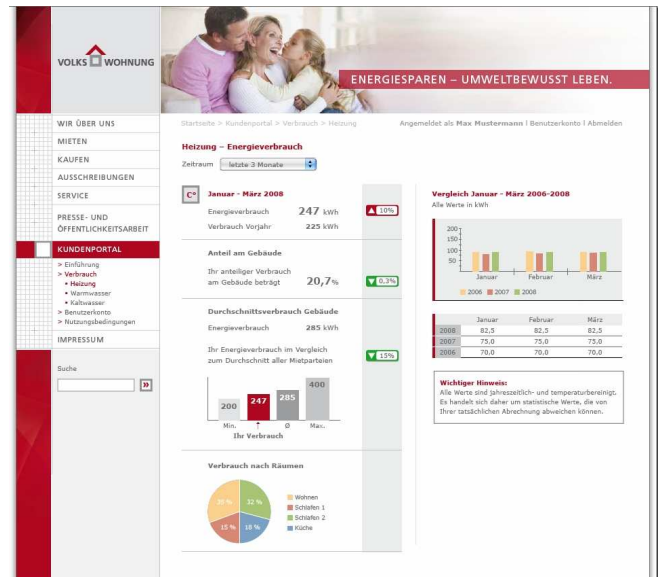 VOLKS WOHNUNG
ENERGIESPAREN – UMWELTBEWUSST LEBEN.
WIR ÜBER UNS
MIETEN
KAUFEN
AUSSCHREIBUNGEN
SERVICE
PRESSE- UND
ÖFFENTLICHKEITSARBEIT
KUNDENPORTAL
> Einführung
> Verbrauch
• Heizung
• Warmwasser
• Kaltwasser
> Benutzerkonto
> Nutzungsbedingungen
IMPRESSUM
Suche
Startseite > Kundenportal > Verbrauch > Heizung
Angemeldet als Max Mustermann | Benutzerkonto | Abmelden
Heizung – Energieverbrauch
Zeitraum letzte 3 Monate
C° Januar - März 2008
Energieverbrauch 247 kWh 10%
Verbrauch Vorjahr 225 kWh
Anteil am Gebäude
Ihr anteiliger Verbrauch
am Gebäude beträgt 20,7% 0,3%
Durchschnittsverbrauch Gebäude
Energieverbrauch 285 kWh
Ihr Energieverbrauch im Vergleich
zum Durchschnitt aller Mietparteien 15%
200 247 285 400
Min. ↑ Ø Max.
Ihr Verbrauch
Verbrauch nach Räumen
32 %
15 % 18 %
Wohnen
Schlafen 1
Schlafen 2
Küche
Vergleich Januar - März 2006-2008
Alle Werte in kWh
200
150
100
50
Januar Februar März
2006 2007 2008
Januar Februar März
2008 82,5 82,5 82,5
2007 75,0 75,0 75,0
2006 70,0 70,0 70,0
Wichtiger Hinweis:
Alle Werte sind jahreszeitlich- und temperaturbereinigt.
Es handelt sich daher um statistische Werte, die von
Ihrer tatsächlichen Abrechnung abweichen können.